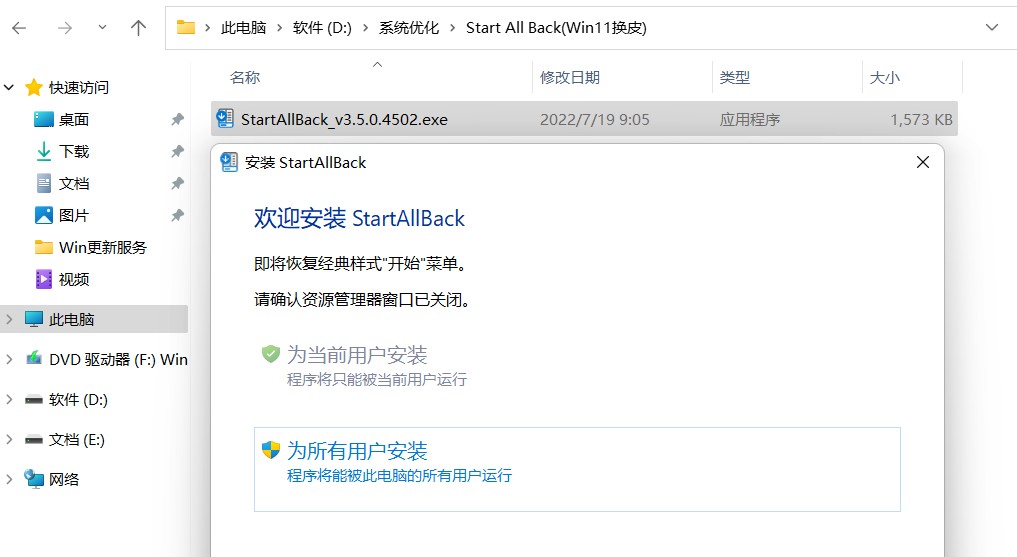 此电脑 > 软件 (D:) > 系统优化 > Start All Back(Win11换皮)
名称 修改日期 类型 大小
StartAllBack_v3.5.0.4502.exe 2022/7/19 9:05 应用程序 1,573 KB
快速访问
桌面
下载
文档
图片
Win更新服务
视频
此电脑
DVD 驱动器 (F:) Win
软件 (D:)
文档 (E:)
网络
安装 StartAllBack
欢迎安装 StartAllBack
即将恢复经典样式"开始"菜单。
请确认资源管理器窗口已关闭。
为当前用户安装
程序将只能被当前用户运行
为所有用户安装
程序将能被此电脑的所有用户运行